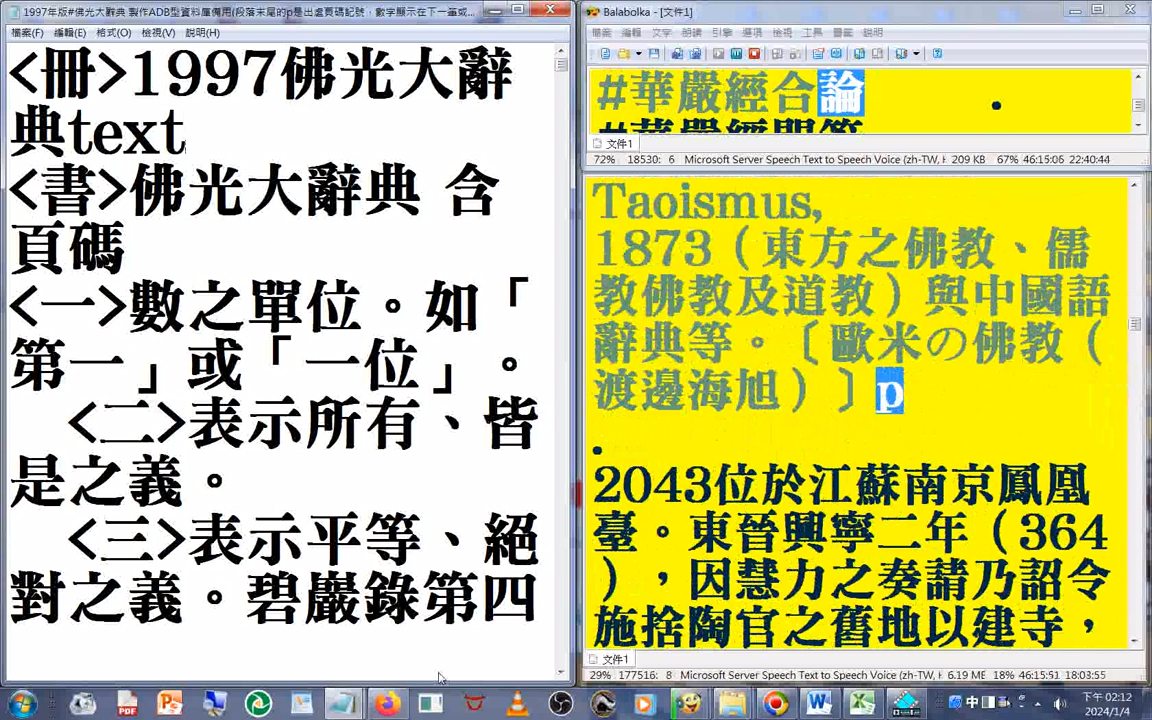 1997年版#佛光大辭典 製作ADB型資料庫備用(段落末尾的p是出處頁碼記號，數字顯示在下一筆或...
檔案(F) 編輯(E) 格式(O) 檢視(V) 說明(H)
<冊>1997佛光大辭
典text
<書>佛光大辭典 含
頁碼
<一>數之單位。如「
第一」或「一位」。
<二>表示所有、皆
是之義。
<三>表示平等、絕
對之義。碧嚴錄第四
Balabolka - [文件1]
檔案 編輯 文字 朗讀 引擎 選項 檢視 工具 書籤 說明
#華嚴經合論
文件1
72% 18530: 6 Microsoft Server Speech Text to Speech Voice (zh-TW, H 209 KB 67% 46:15:06 22:40:44
Taoismus,
1873（東方之佛教、儒
教佛教及道教）與中國語
辭典等。〔歐米の佛教（
渡邊海旭）〕p
2043位於江蘇南京鳳凰
臺。東晉興寧二年（364
），因慧力之奏請乃詔令
施捨陶官之舊地以建寺，
文件1
29% 177516: 8 Microsoft Server Speech Text to Speech Voice (zh-TW, H 6.19 ME 18% 46:15:51 18:03:55
中
下午 02:12
2024/1/4